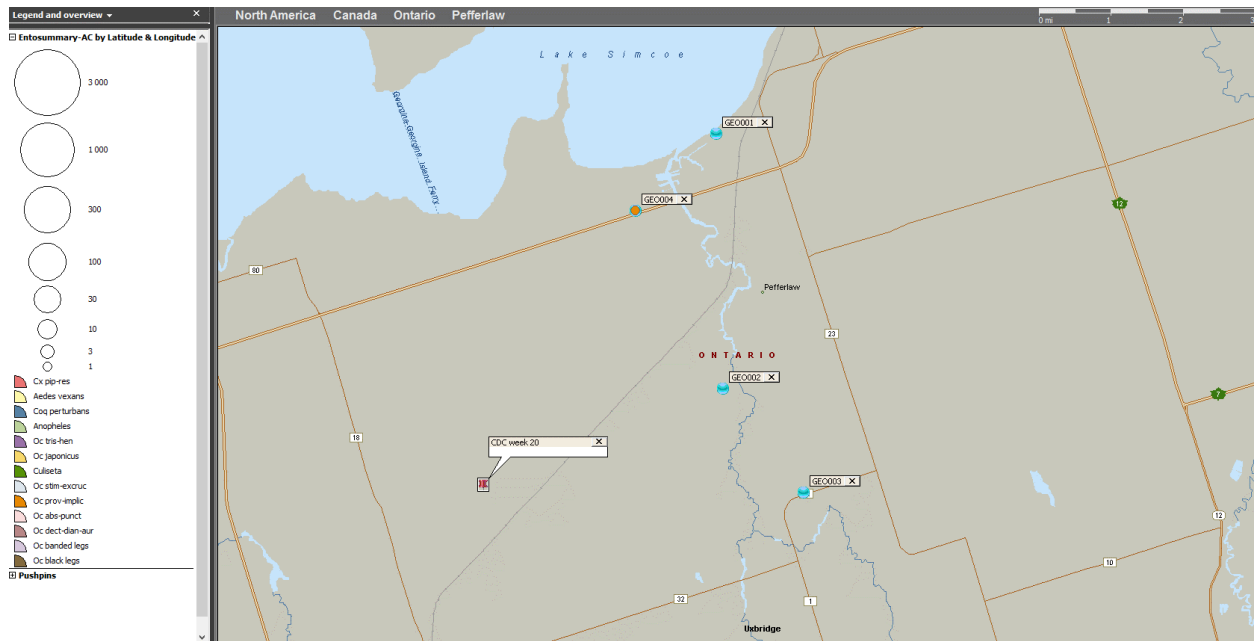 Legend and overview
North America Canada Ontario Pefferlaw
0 mi 1 2 3
Entosummary-AC by Latitude & Longitude
3 000
1 000
300
100
30
10
3
1
Cx pip-res
Aedes vexans
Coq perturbans
Anopheles
Oc tris-hen
Oc japonicus
Culiseta
Oc stim-excruc
Oc prov-implic
Oc abs-punct
Oc dect-dian-aur
Oc banded legs
Oc black legs
Pushpins
Lake Simcoe
Georgina-Georgina Island Ferry...
GEO001
GEO004
12
80
Pefferlaw
23
ONTARIO
GEO002
7
18
CDC week 20
GEO003
12
10
32
1
Uxbridge